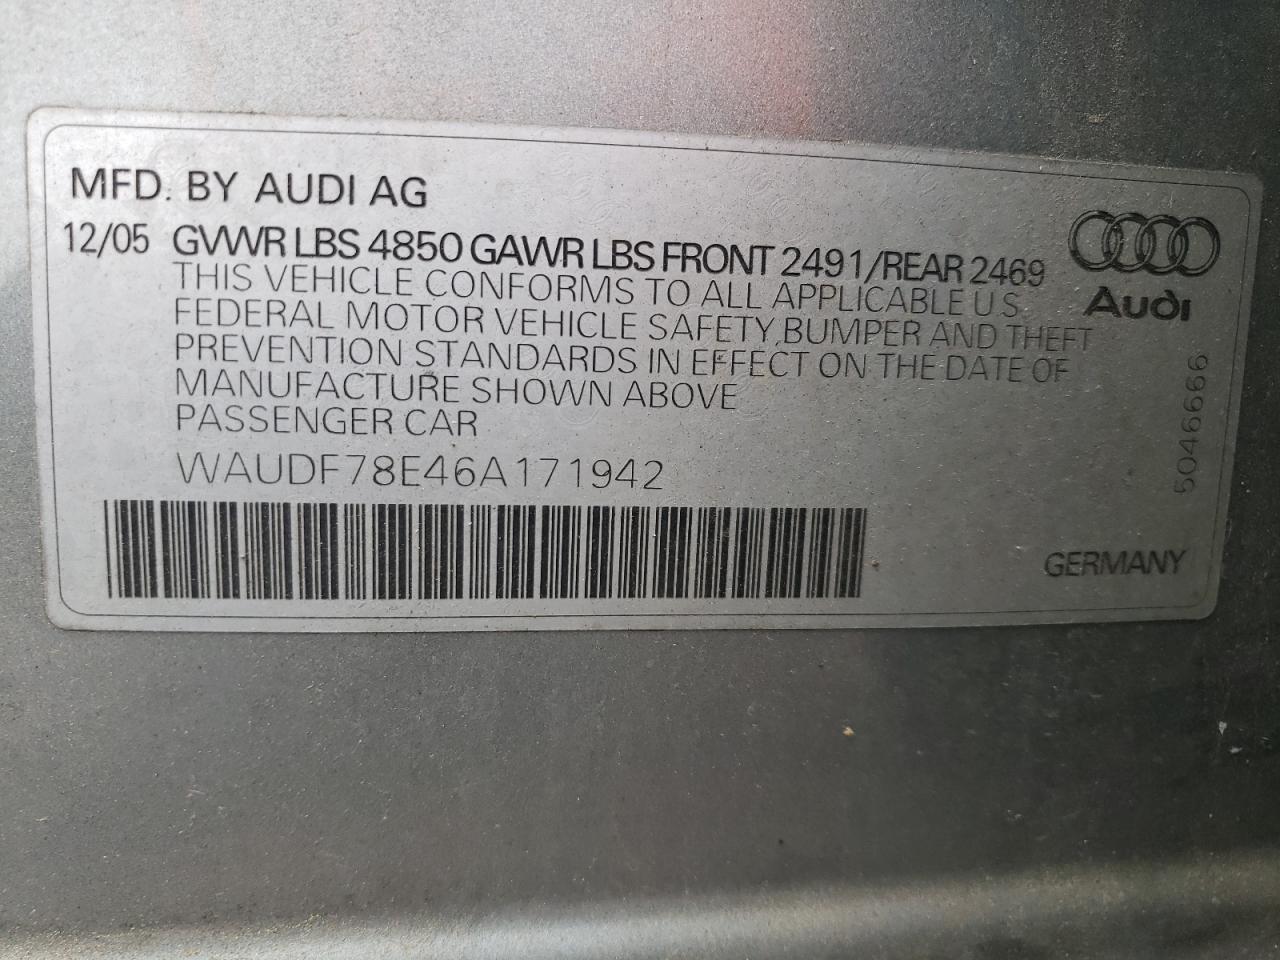 MFD. BY AUDI AG
12/05 GVWR LBS 4850 GAWR LBS FRONT 2491/REAR 2469
THIS VEHICLE CONFORMS TO ALL APPLICABLE U.S.
FEDERAL MOTOR VEHICLE SAFETY, BUMPER AND THEFT
PREVENTION STANDARDS IN EFFECT ON THE DATE OF
MANUFACTURE SHOWN ABOVE
PASSENGER CAR
WAUDF78E46A171942
Audi
5046666
GERMANY